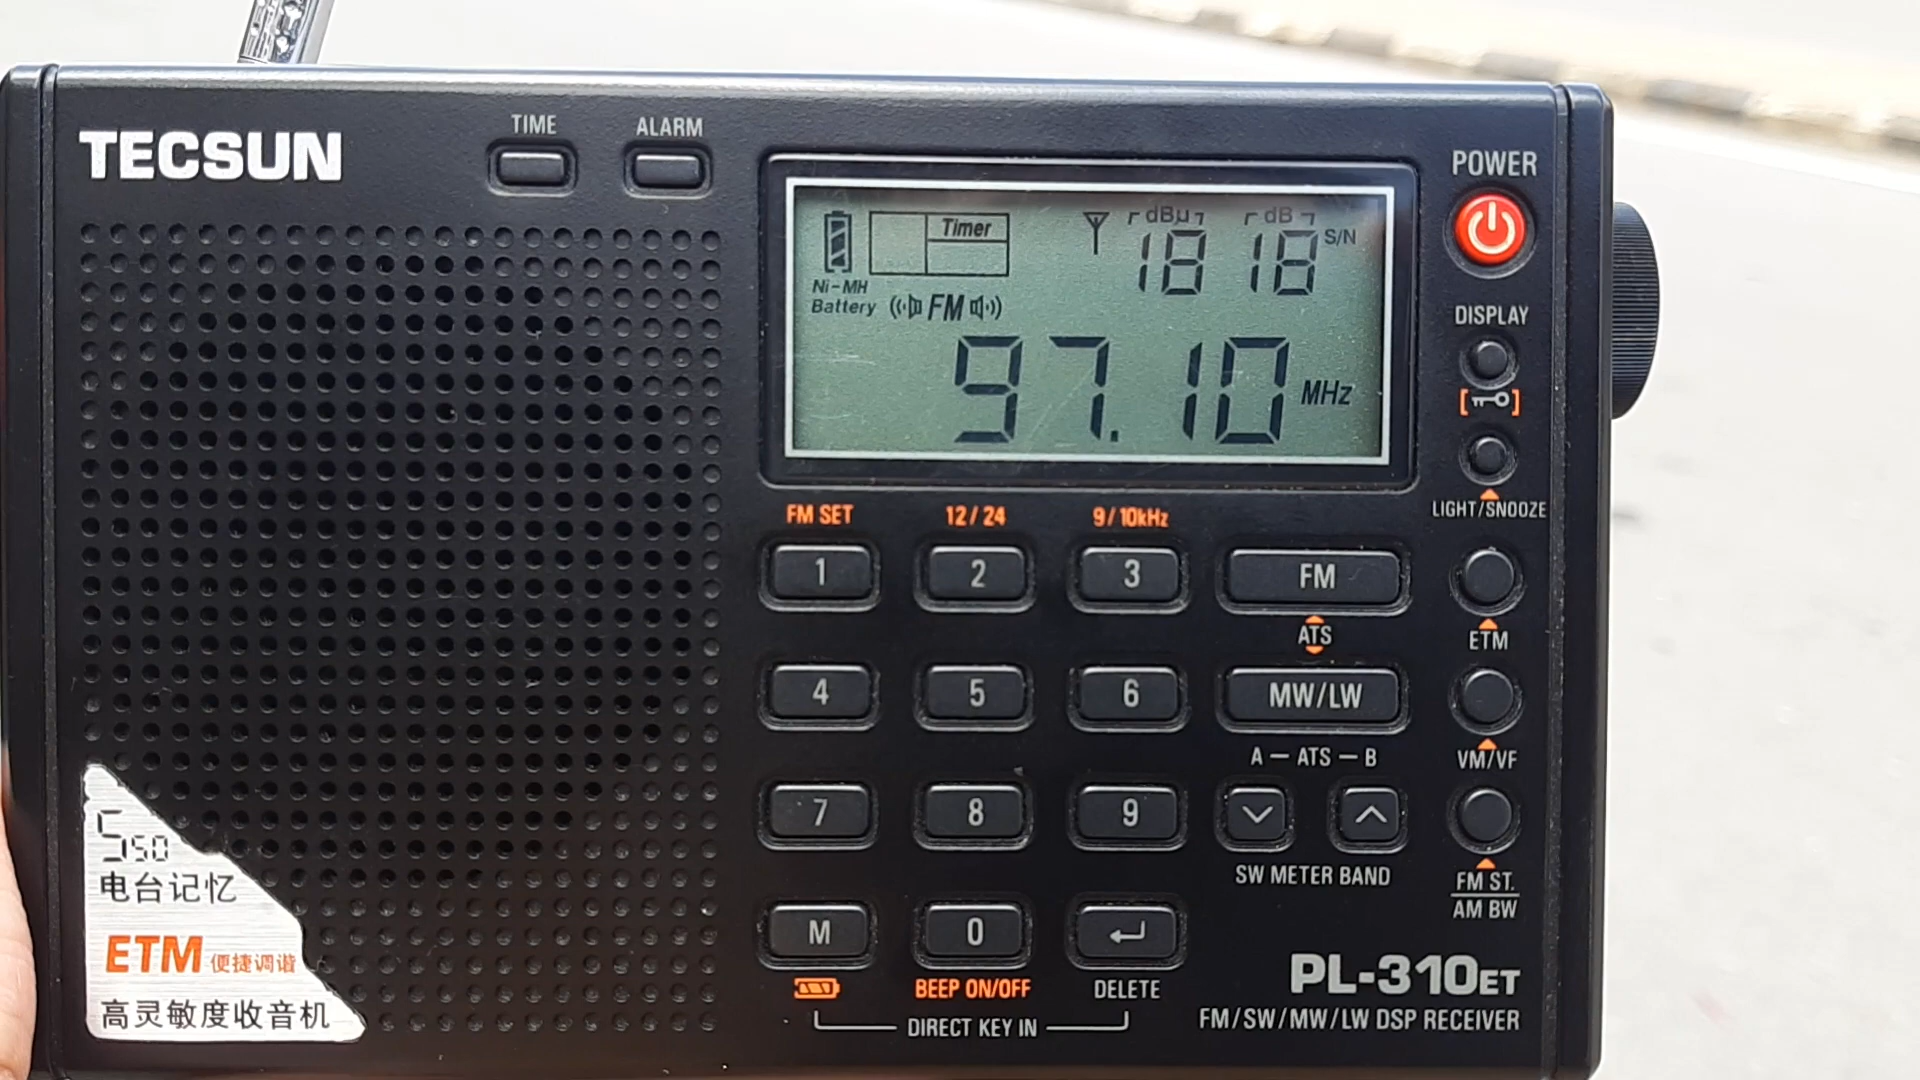 TECSUN
TIME
ALARM
POWER
Timer
dBµ
dB
18
18
S/N
Ni-MH
Battery
FM
97.10 MHz
DISPLAY
LIGHT/SNOOZE
FM SET
12/24
9/10kHz
1
2
3
FM
ATS
ETM
4
5
6
MW/LW
A — ATS — B
VM/VF
7
8
9
SW METER BAND
FM ST.
AM BW
M
0
BEEP ON/OFF
DELETE
DIRECT KEY IN
PL-310ET
FM/SW/MW/LW DSP RECEIVER
550
电台记忆
ETM 便捷调谐
高灵敏度收音机